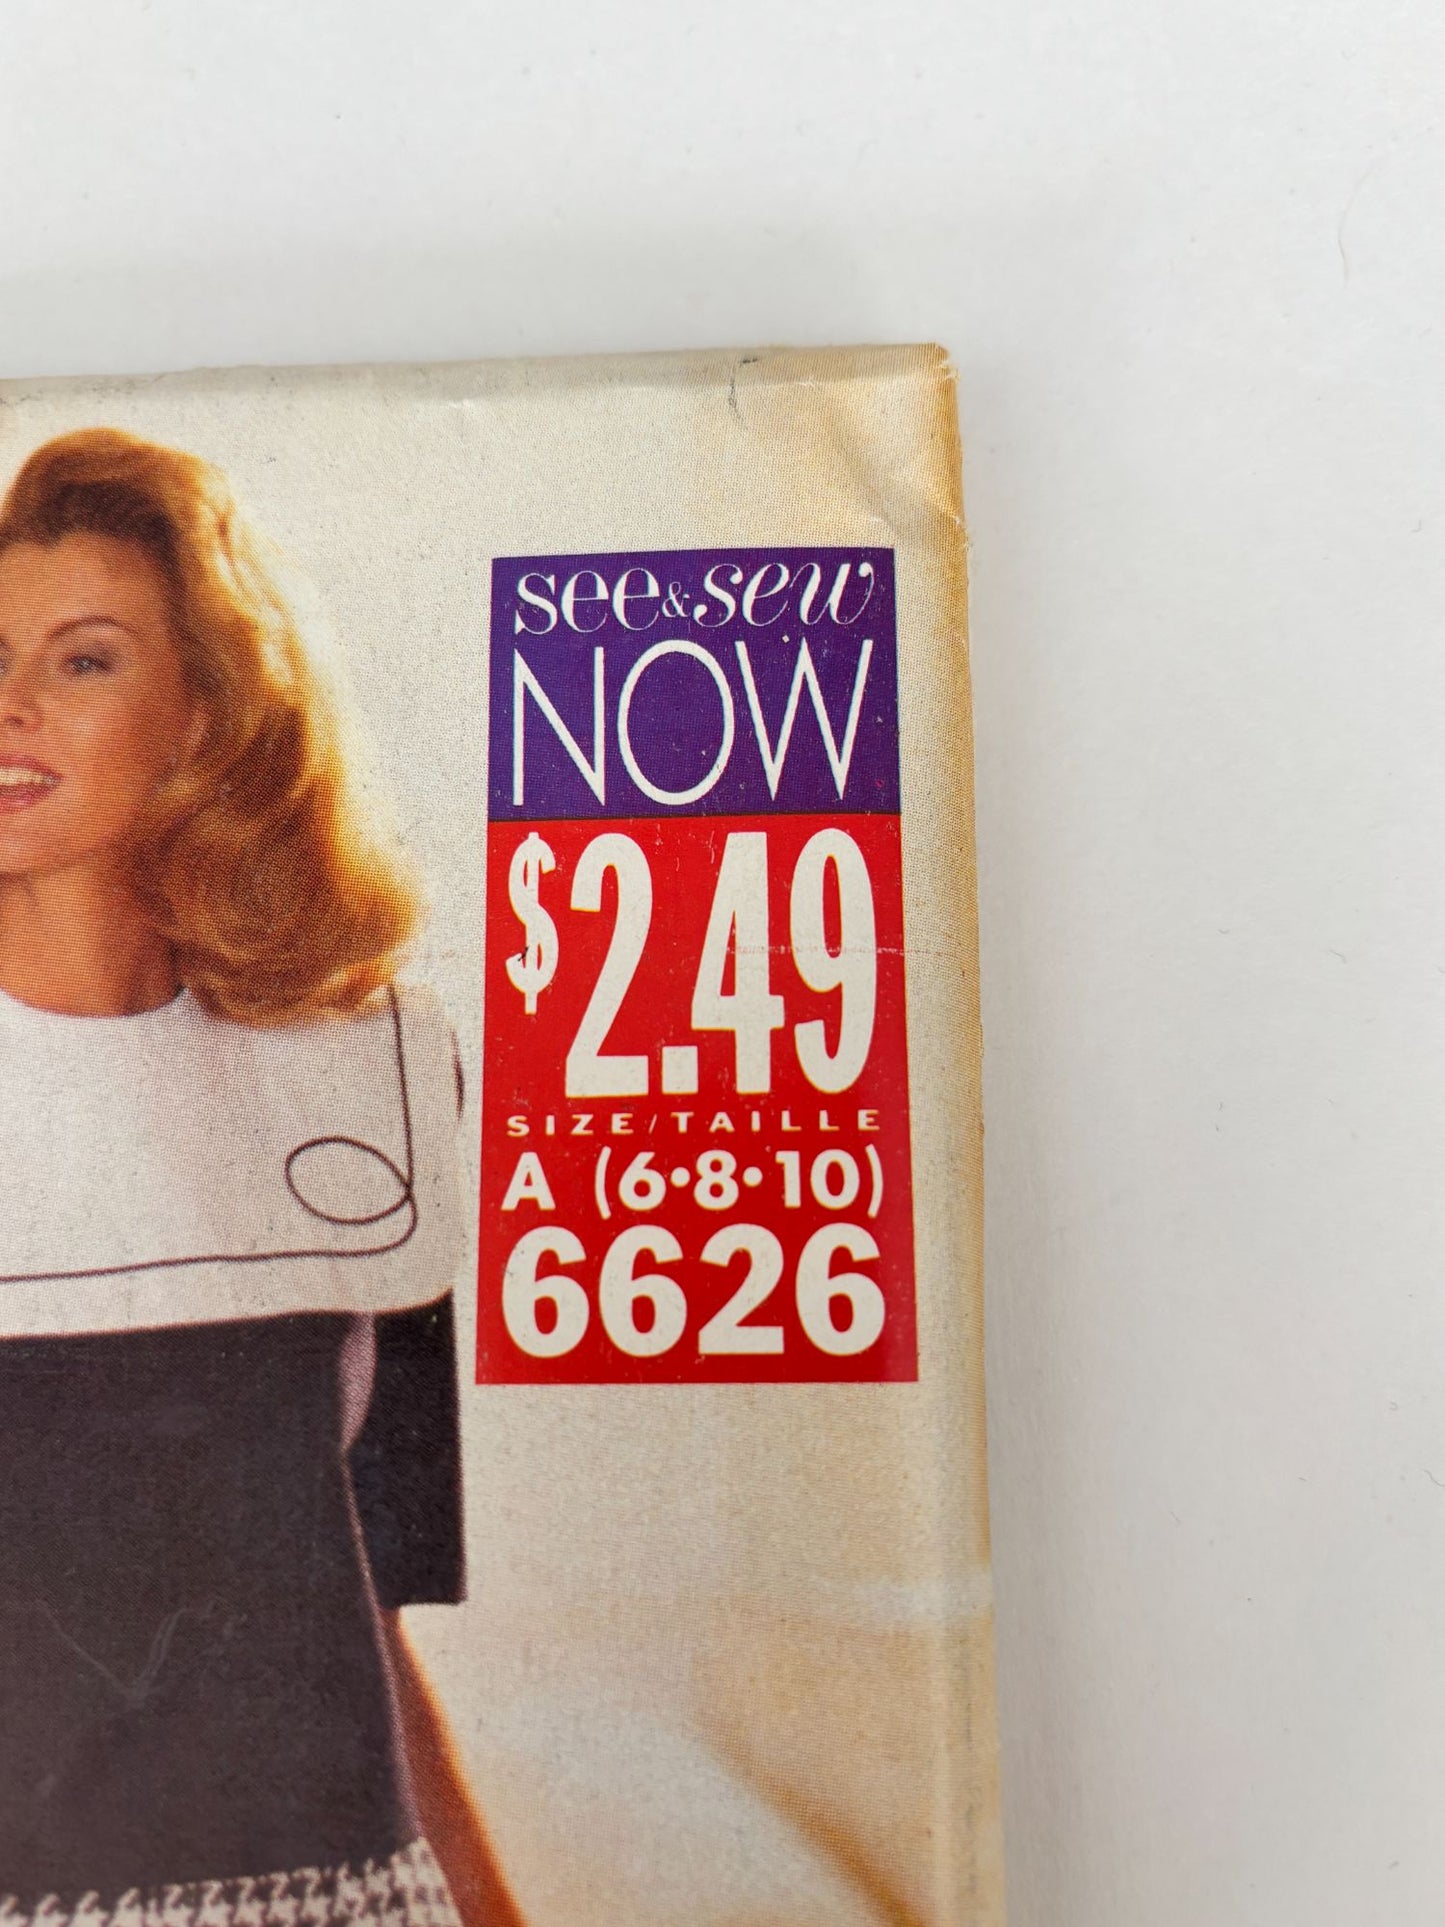 see & sew
NOW
$2.49
SIZE/TAILLE
A (6•8•10)
6626